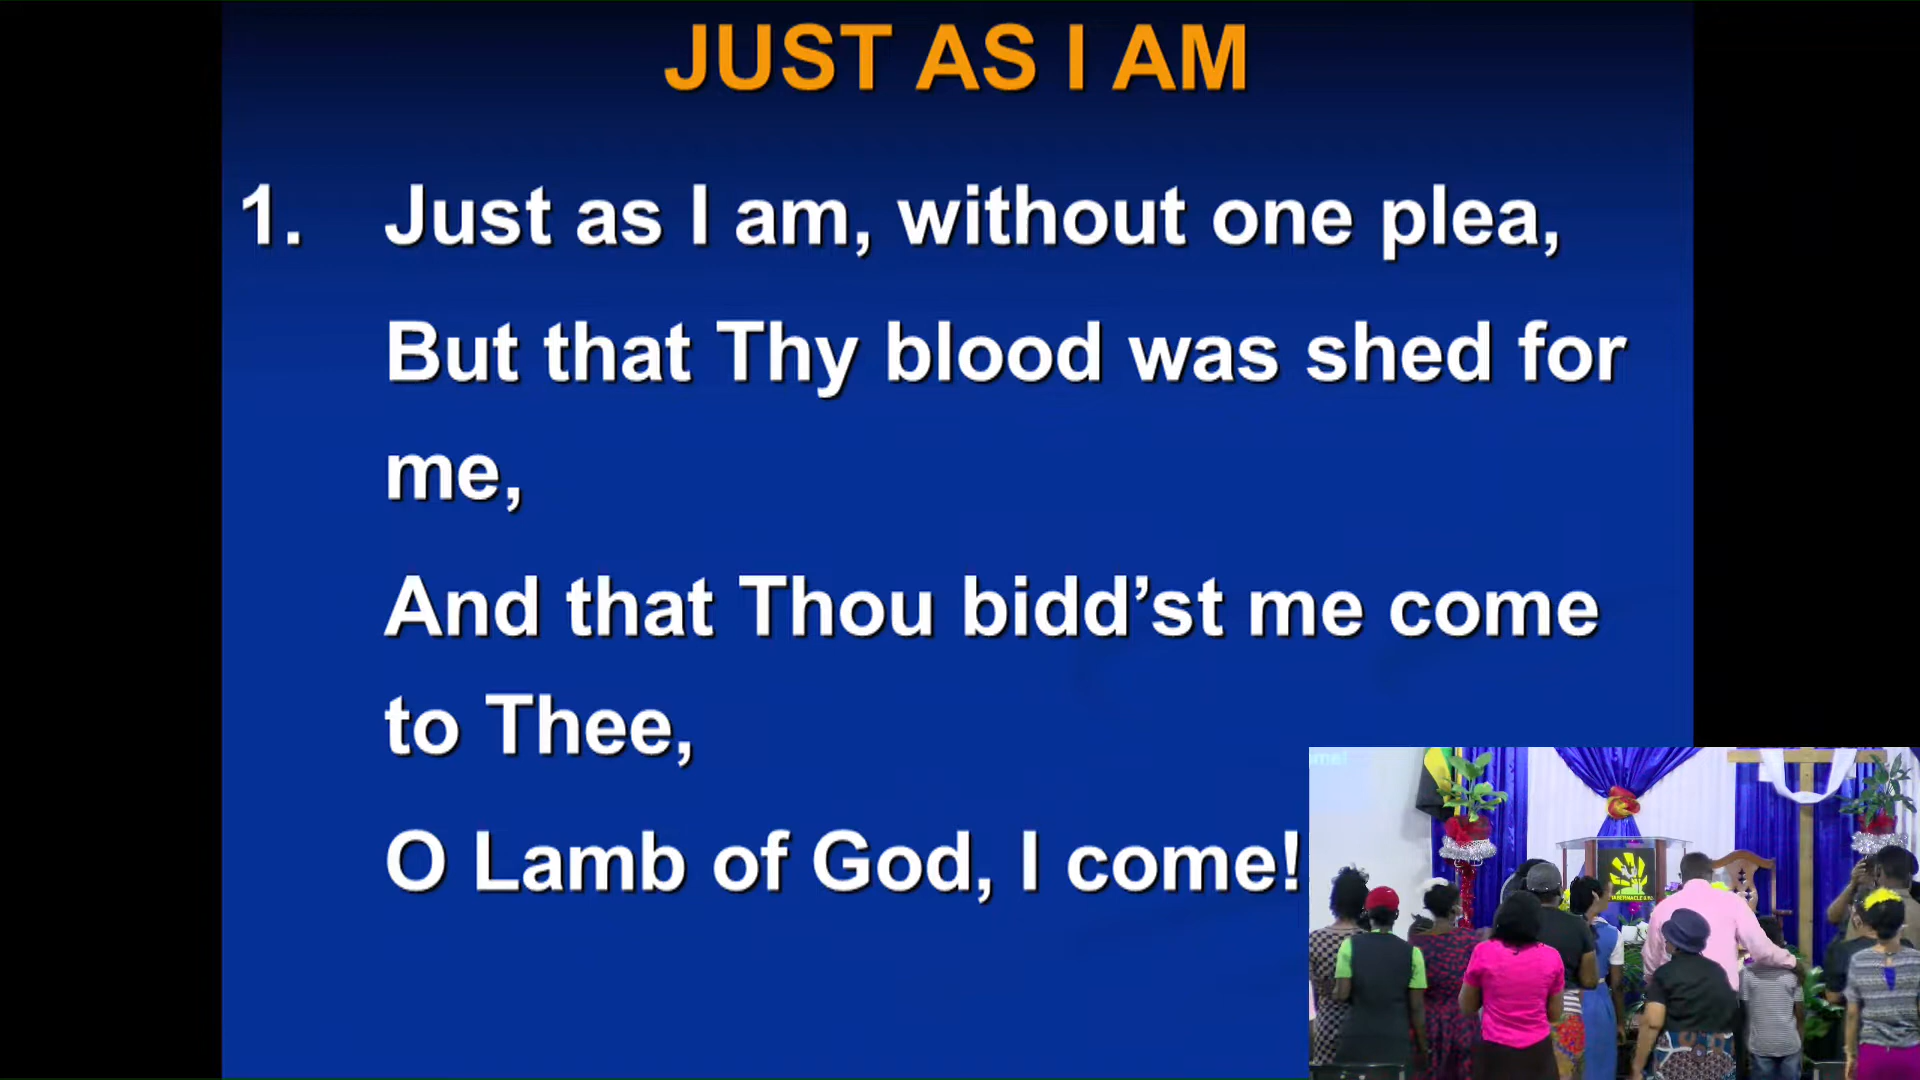 JUST AS I AM
1. Just as I am, without one plea,
But that Thy blood was shed for
me,
And that Thou bidd’st me come
to Thee,
O Lamb of God, I come!
TABERNACLE